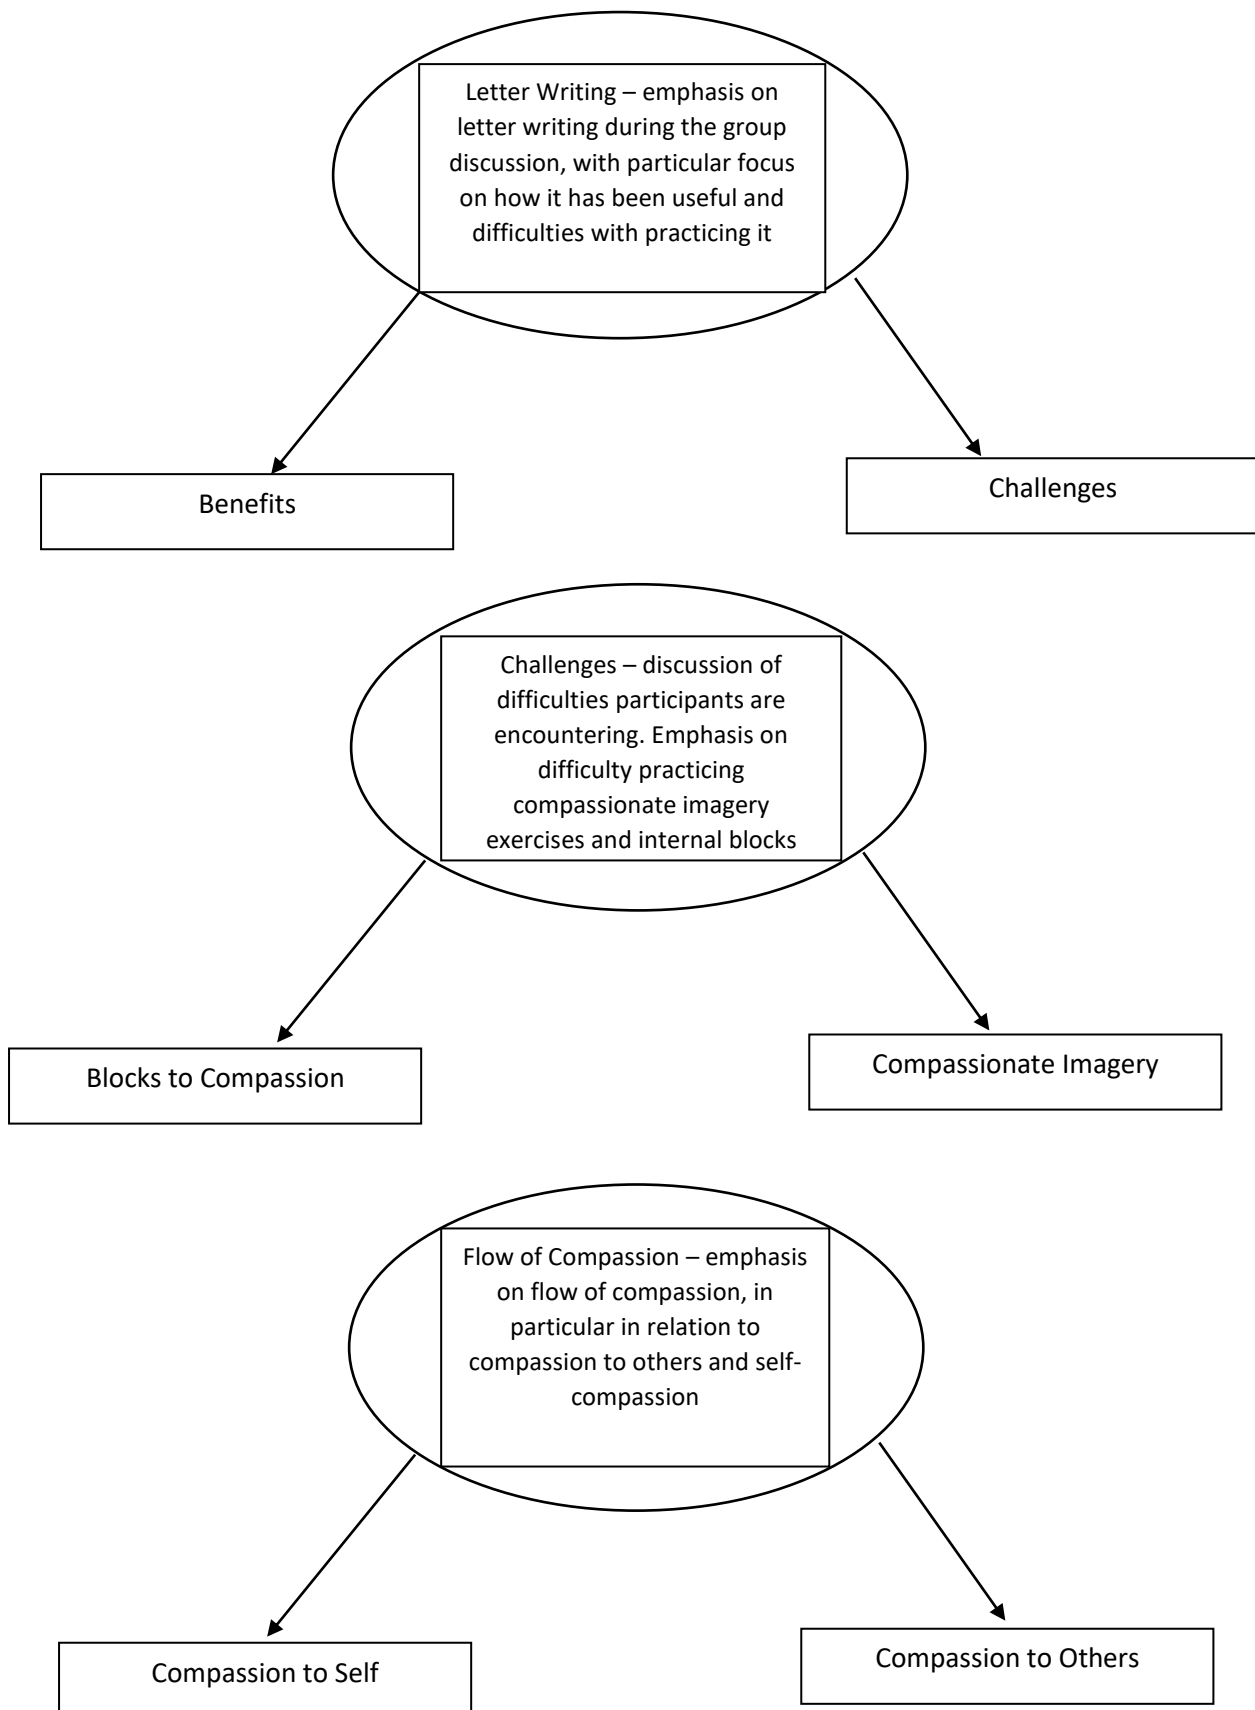 Letter Writing – emphasis on
letter writing during the group
discussion, with particular focus
on how it has been useful and
difficulties with practicing it
Benefits
Challenges
Challenges – discussion of
difficulties participants are
encountering. Emphasis on
difficulty practicing
compassionate imagery
exercises and internal blocks
Blocks to Compassion
Compassionate Imagery
Flow of Compassion – emphasis
on flow of compassion, in
particular in relation to
compassion to others and self-
compassion
Compassion to Self
Compassion to Others